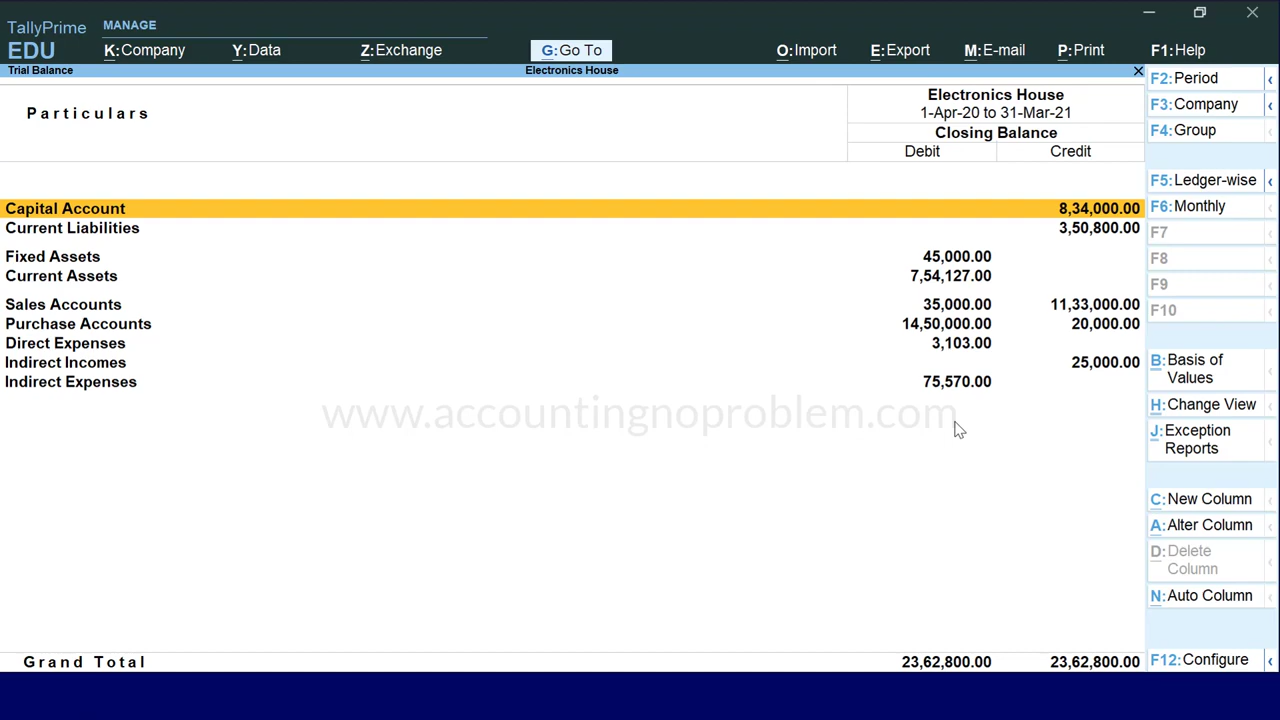 TallyPrime
EDU
MANAGE
K:Company Y:Data Z:Exchange G:Go To O:Import E:Export M:E-mail P:Print F1:Help
Trial Balance Electronics House
Particulars
Electronics House
1-Apr-20 to 31-Mar-21
Closing Balance
Debit Credit
Capital Account 8,34,000.00
Current Liabilities 3,50,800.00
Fixed Assets 45,000.00
Current Assets 7,54,127.00
Sales Accounts 35,000.00 11,33,000.00
Purchase Accounts 14,50,000.00 20,000.00
Direct Expenses 3,103.00
Indirect Incomes 25,000.00
Indirect Expenses 75,570.00
www.accountingnoproblem.com
Grand Total 23,62,800.00 23,62,800.00
F2:Period
F3:Company
F4:Group
F5:Ledger-wise
F6:Monthly
F7
F8
F9
F10
B:Basis of
Values
H:Change View
J:Exception
Reports
C:New Column
A:Alter Column
D:Delete
Column
N:Auto Column
F12:Configure